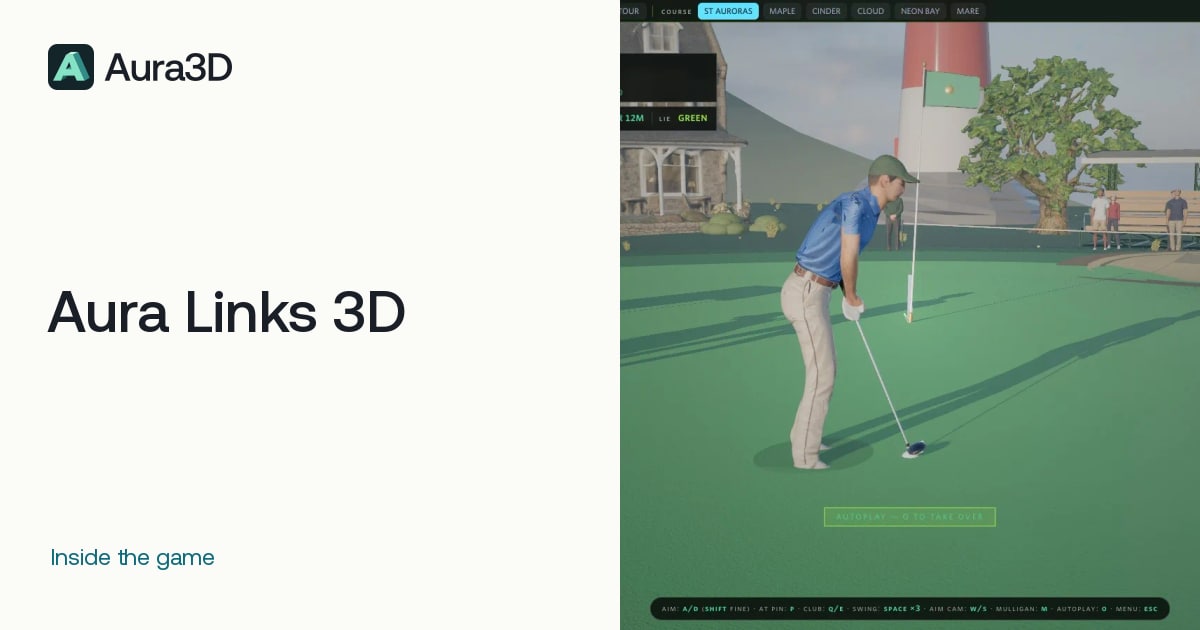 Aura3D
Aura Links 3D
Inside the game
TOUR COURSE ST AURORAS MAPLE CINDER CLOUD NEON BAY MARE
12M LIE GREEN
AUTOPLAY — O TO TAKE OVER
AIM: A/D (SHIFT FINE) · AT PIN: P · CLUB: Q/E · SWING: SPACE ×3 · AIM CAM: W/S · MULLIGAN: M · AUTOPLAY: O · MENU: ESC